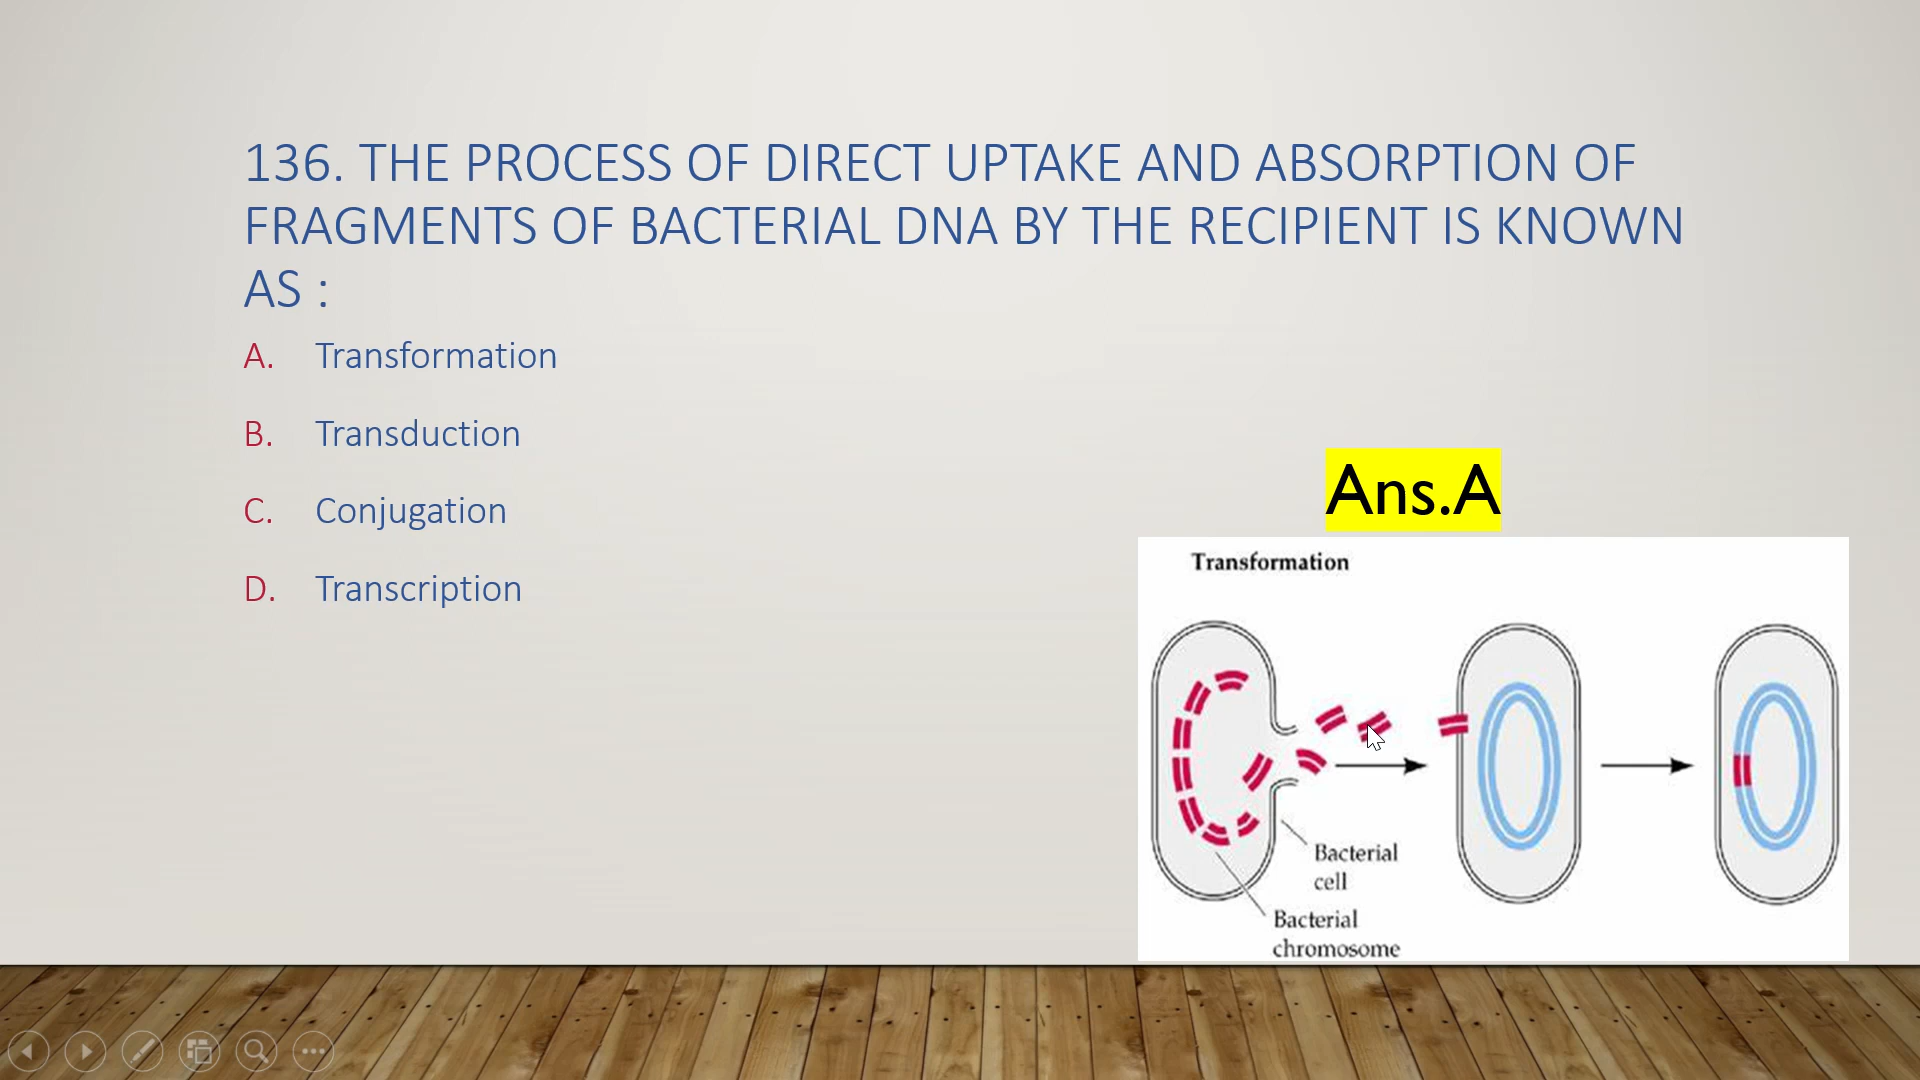 136. THE PROCESS OF DIRECT UPTAKE AND ABSORPTION OF
FRAGMENTS OF BACTERIAL DNA BY THE RECIPIENT IS KNOWN
AS :
A. Transformation
B. Transduction
C. Conjugation
D. Transcription
Ans.A
Transformation
Bacterial
cell
Bacterial
chromosome